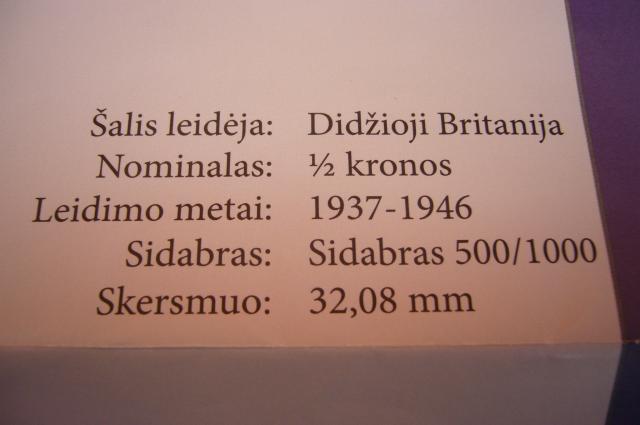 Šalis leidėja: Didžioji Britanija
Nominalas: ½ kronos
Leidimo metai: 1937-1946
Sidabras: Sidabras 500/1000
Skersmuo: 32,08 mm